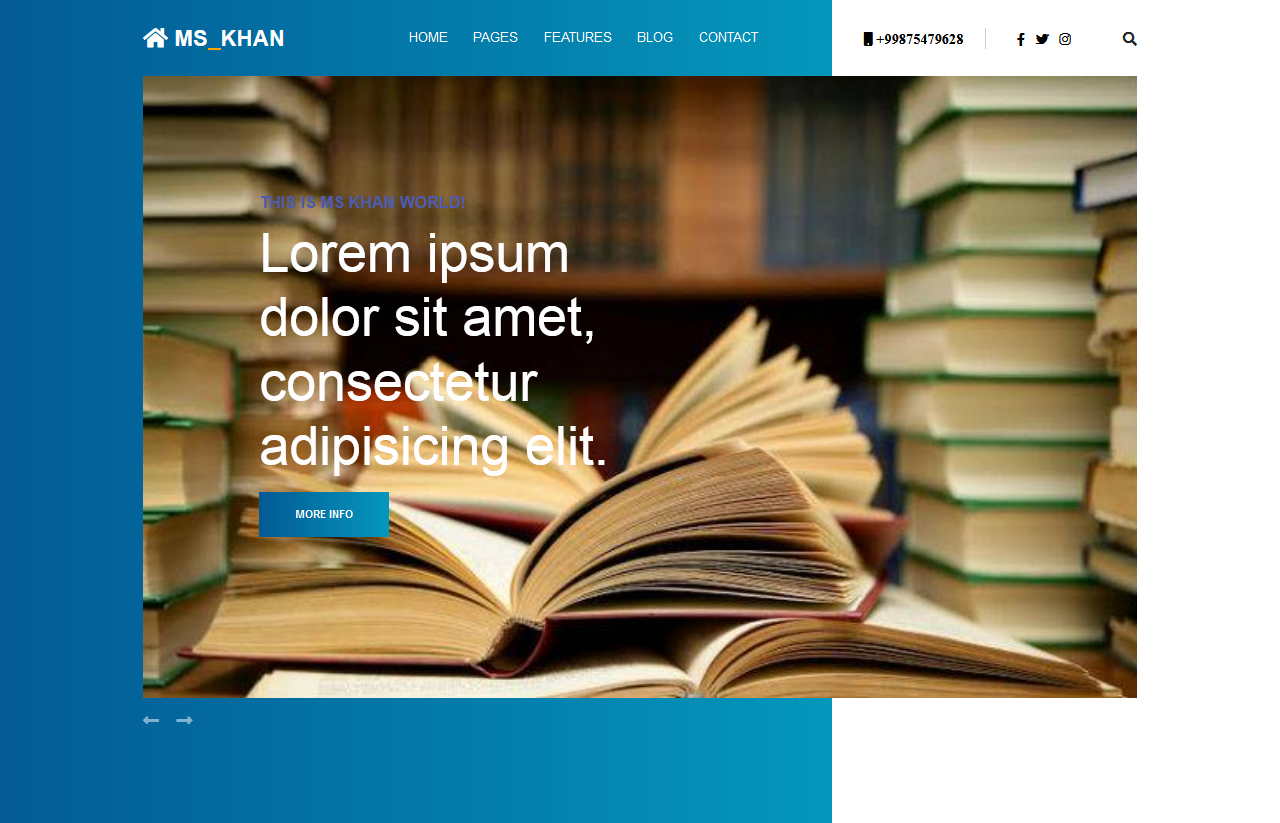 MS_KHAN
HOME PAGES FEATURES BLOG CONTACT
+99875479628
THIS IS MS KHAN WORLD!
Lorem ipsum
dolor sit amet,
consectetur
adipisicing elit.
MORE INFO